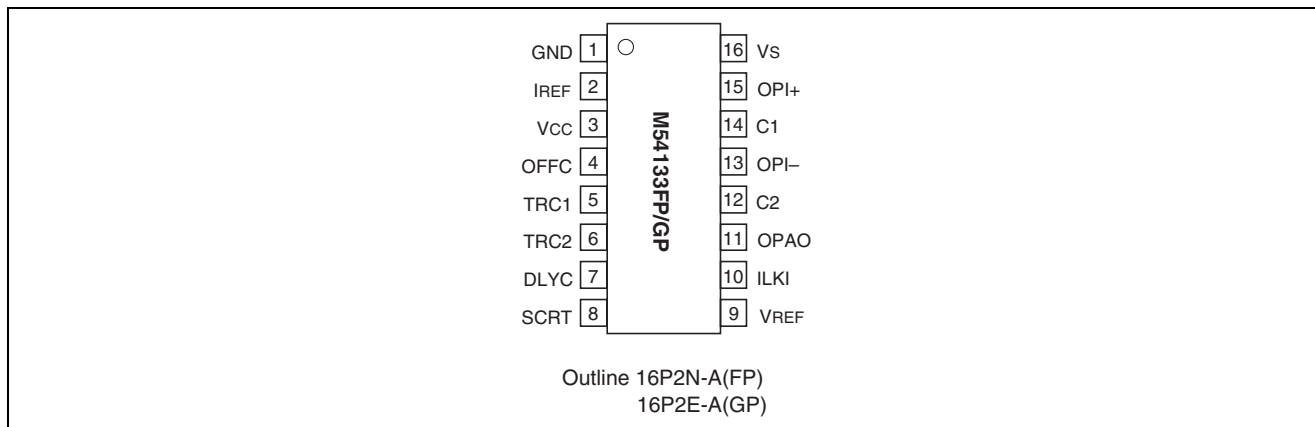 GND 1 16 VS
IREF 2 15 OPI+
VCC 3 14 C1
OFFC 4 13 OPI–
TRC1 5 12 C2
TRC2 6 11 OPAO
DLYC 7 10 ILKI
SCRT 8 9 VREF
M54133FP/GP
Outline 16P2N-A(FP)
16P2E-A(GP)